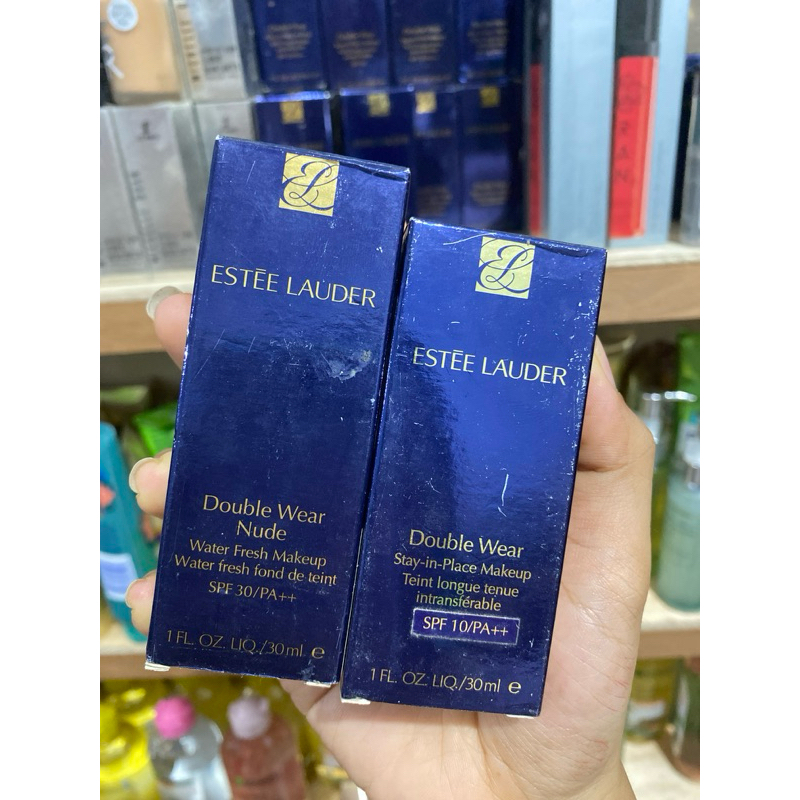 ESTĒE LAUDER
Double Wear
Nude
Water Fresh Makeup
Water fresh fond de teint
SPF 30/PA++
1 FL. OZ. LIQ./30 ml e
ESTĒE LAUDER
Double Wear
Stay-in-Place Makeup
Teint longue tenue
intransférable
SPF 10/PA++
1 FL. OZ. LIQ./30 ml e